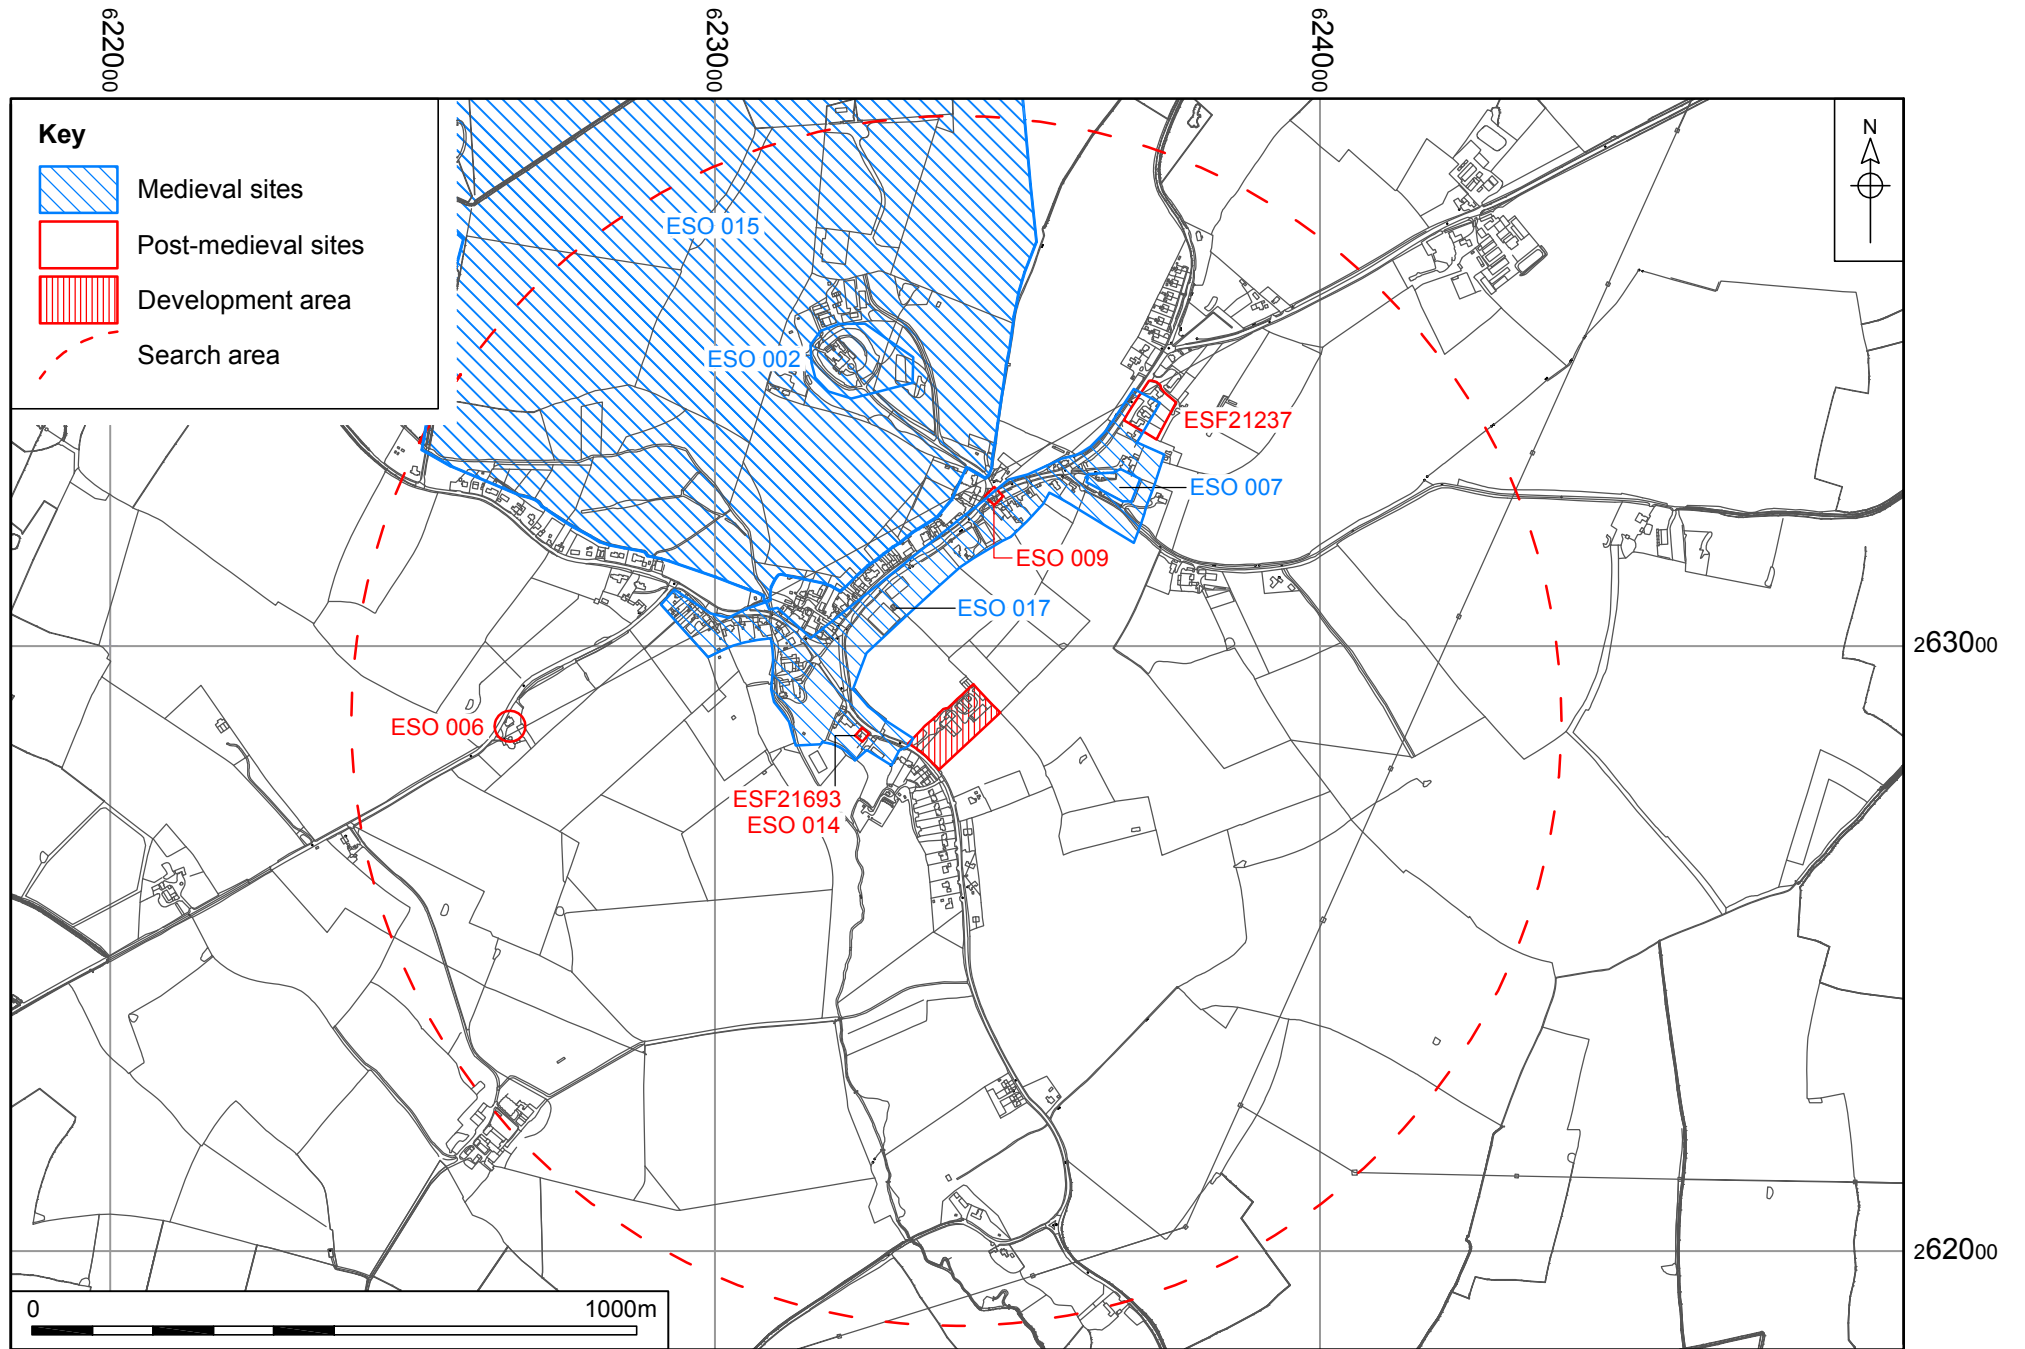 622000
623000
624000
Key
Medieval sites
Post-medieval sites
Development area
Search area
N
ESO 015
ESO 002
ESF21237
ESO 007
ESO 009
ESO 017
263000
ESO 006
ESF21693
ESO 014
262000
0 1000m